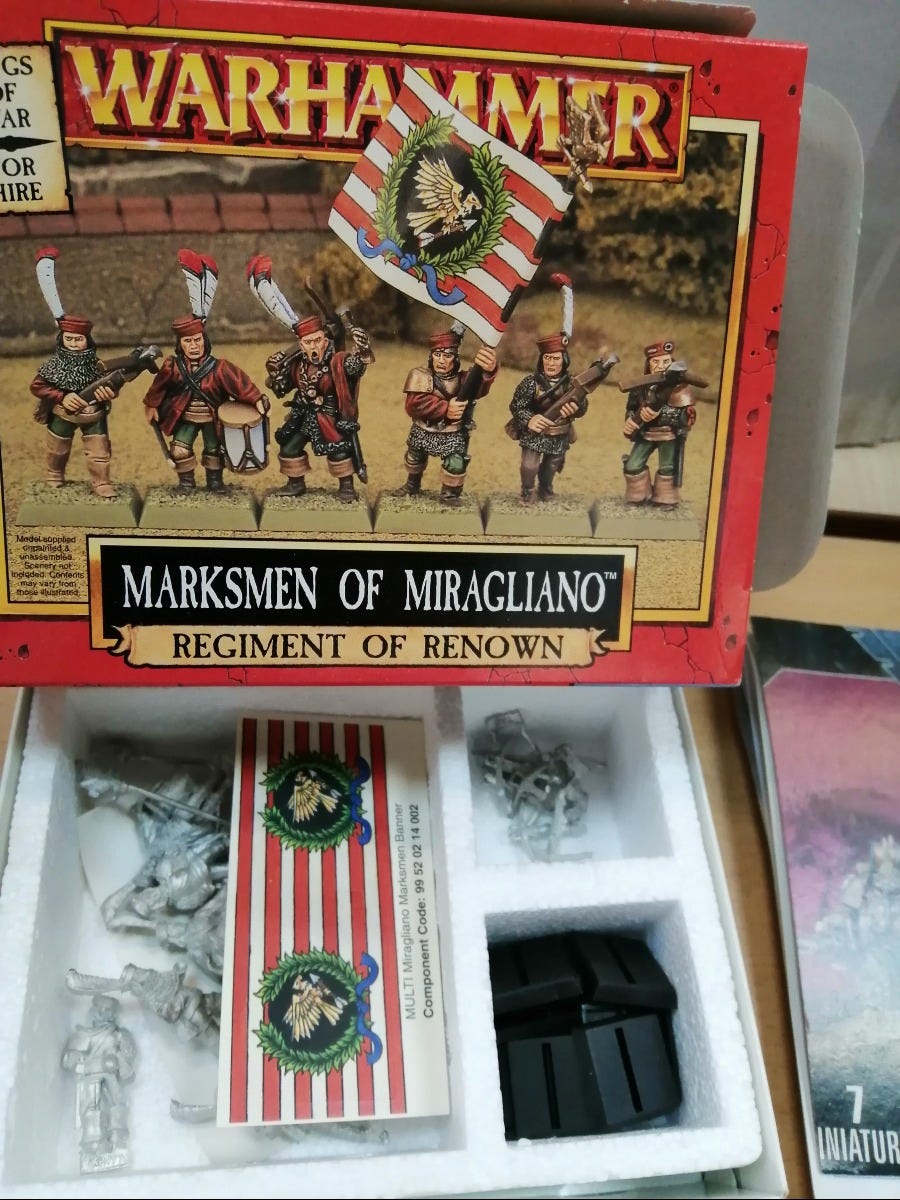 GS
OF
AR
OR
HIRE
WARHAMMER®
Model supplied
unpainted &
unassembled.
Scenery not
included. Contents
may vary from
those illustrated.
MARKSMEN OF MIRAGLIANO™
REGIMENT OF RENOWN
MULTI Miragliano Marksmen Banner
Component Code: 99 52 02 14 002
7
INIATUR